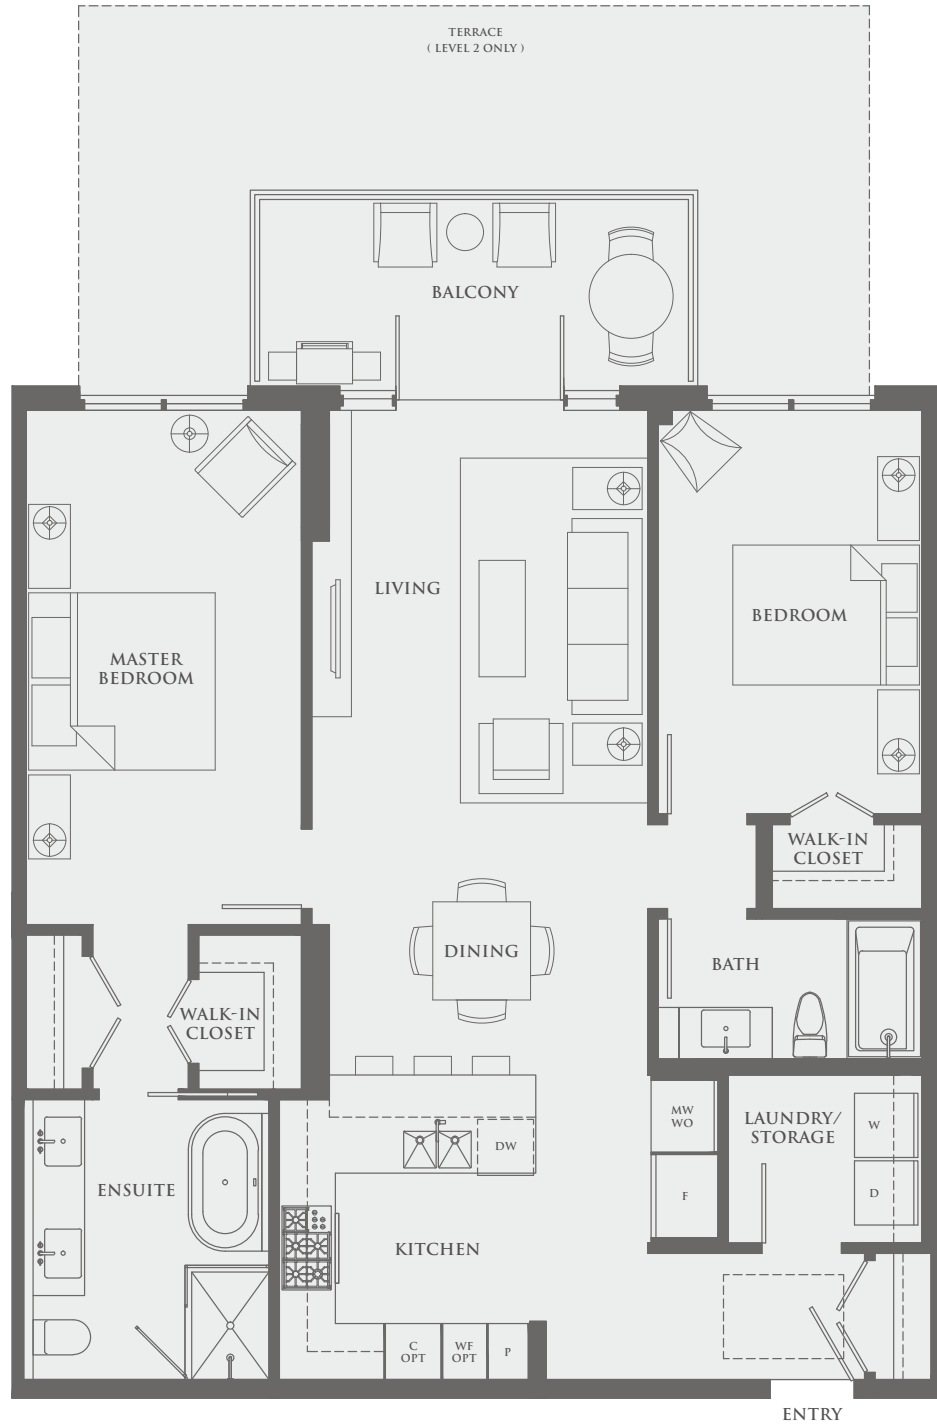 TERRACE
( LEVEL 2 ONLY )
BALCONY
LIVING
BEDROOM
MASTER
BEDROOM
WALK-IN
CLOSET
DINING
BATH
WALK-IN
CLOSET
MW
WO
LAUNDRY/
STORAGE
W
DW
ENSUITE
F
D
KITCHEN
C
OPT
WF
OPT
P
ENTRY